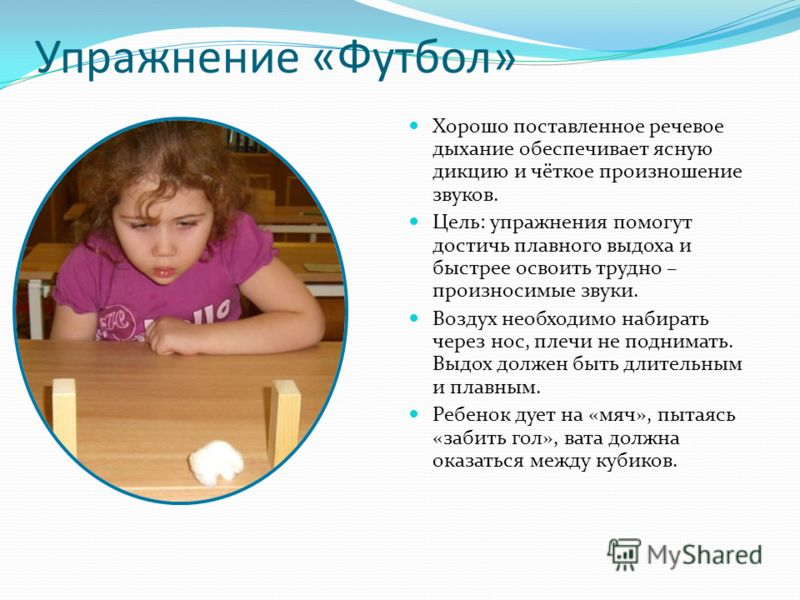 Упражнение «Футбол»
Хорошо поставленное речевое
дыхание обеспечивает ясную
дикцию и чёткое произношение
звуков.
Цель: упражнения помогут
достичь плавного выдоха и
быстрее освоить трудно –
произносимые звуки.
Воздух необходимо набирать
через нос, плечи не поднимать.
Выдох должен быть длительным
и плавным.
Ребенок дует на «мяч», пытаясь
«забить гол», вата должна
оказаться между кубиков.
MyShared